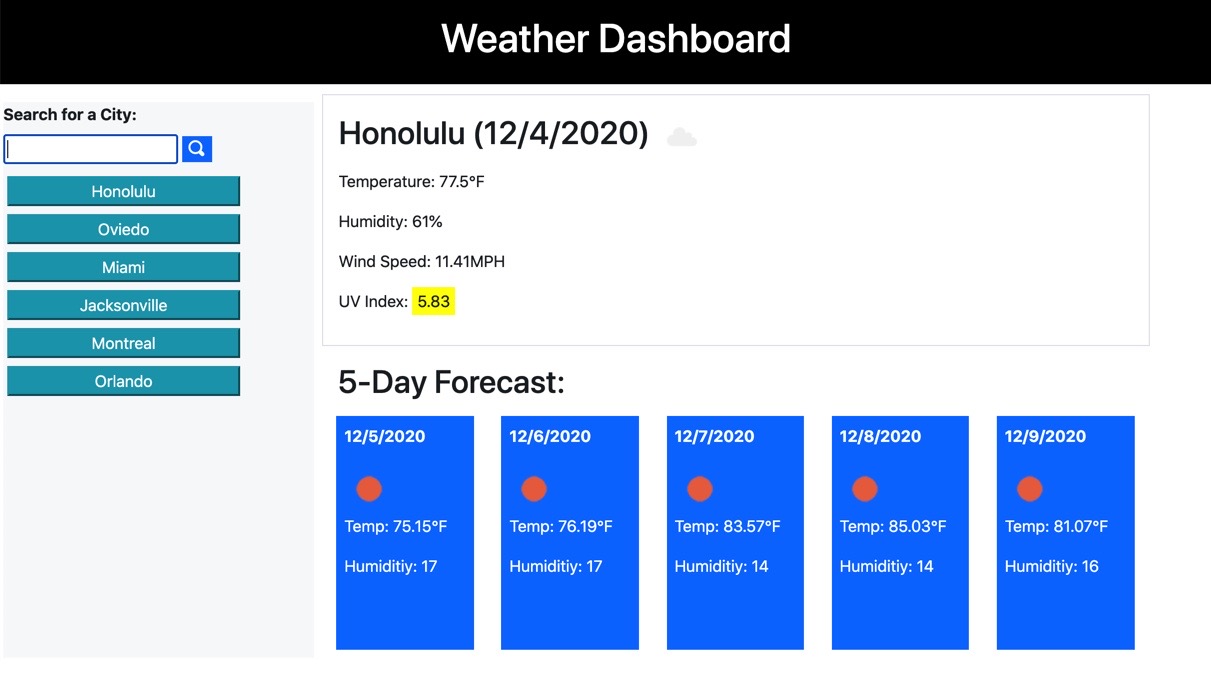 Weather Dashboard
Search for a City:
Honolulu
Oviedo
Miami
Jacksonville
Montreal
Orlando
Honolulu (12/4/2020)
Temperature: 77.5°F
Humidity: 61%
Wind Speed: 11.41MPH
UV Index: 5.83
5-Day Forecast:
12/5/2020
Temp: 75.15°F
Humiditiy: 17
12/6/2020
Temp: 76.19°F
Humiditiy: 17
12/7/2020
Temp: 83.57°F
Humiditiy: 14
12/8/2020
Temp: 85.03°F
Humiditiy: 14
12/9/2020
Temp: 81.07°F
Humiditiy: 16